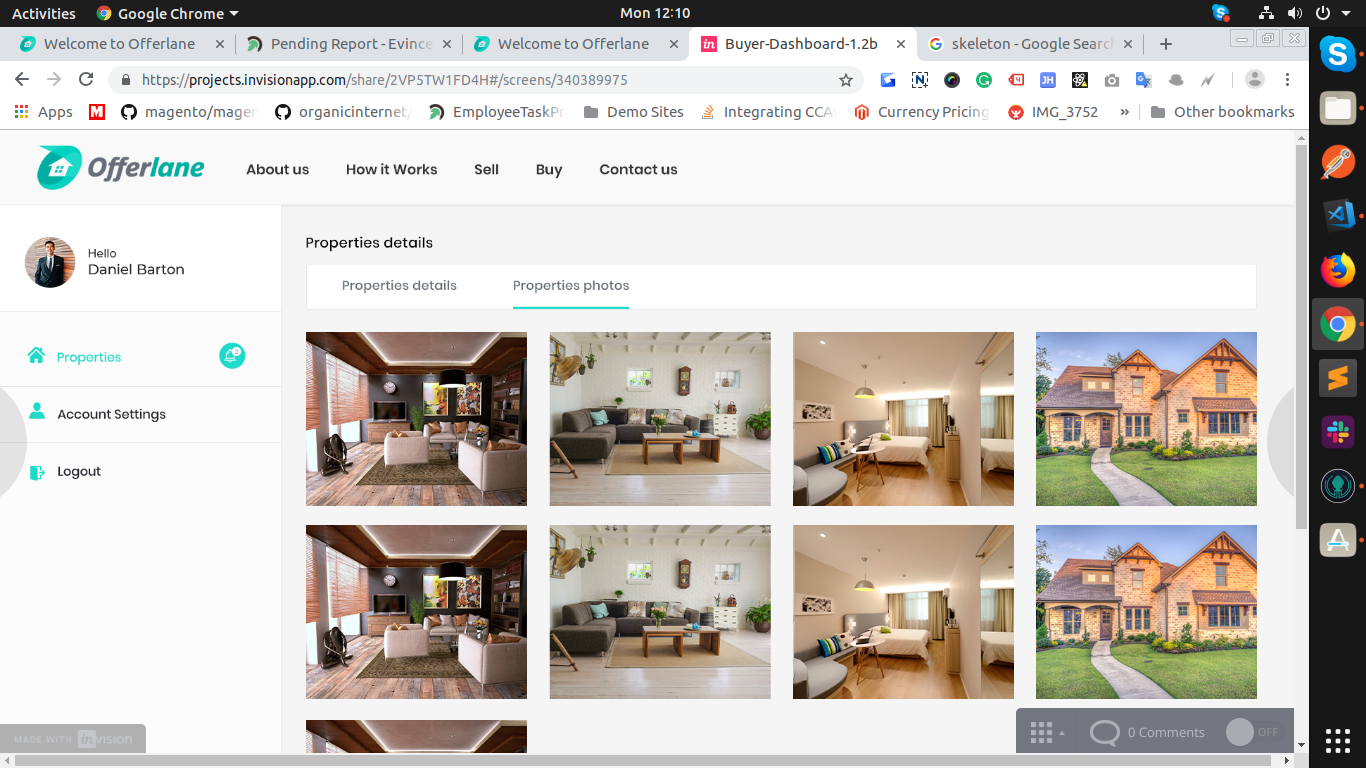 Activities
Google Chrome
Mon 12:10
Welcome to Offerlane
Pending Report - Evince
Welcome to Offerlane
Buyer-Dashboard-1.2b
skeleton - Google Search
https://projects.invisionapp.com/share/2VP5TW1FD4H#/screens/340389975
Apps
magento/magen
organicinternet/
EmployeeTaskPr
Demo Sites
Integrating CCAv
Currency Pricing
IMG_3752
»
Other bookmarks
Offerlane
About us
How it Works
Sell
Buy
Contact us
Hello
Daniel Barton
Properties
Account Settings
Logout
Properties details
Properties details
Properties photos
MADE WITH invision
0 Comments
OFF